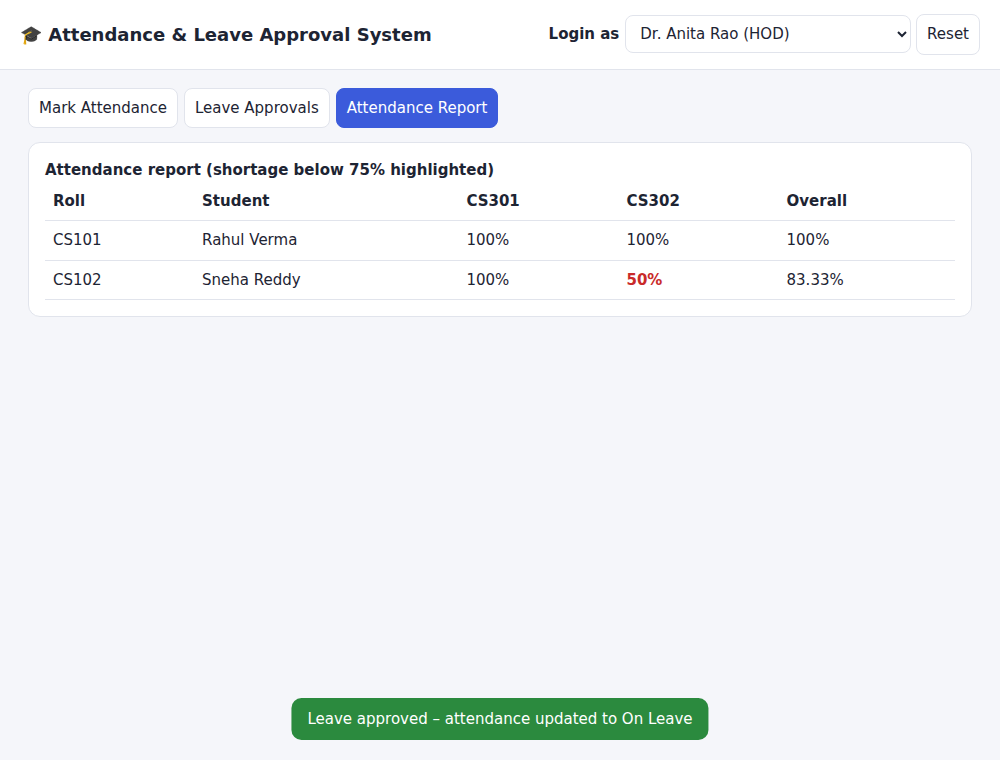 🎓 Attendance & Leave Approval System
Login as Dr. Anita Rao (HOD) Reset
Mark Attendance Leave Approvals Attendance Report
Attendance report (shortage below 75% highlighted)
Roll Student CS301 CS302 Overall
CS101 Rahul Verma 100% 100% 100%
CS102 Sneha Reddy 100% 50% 83.33%
Leave approved – attendance updated to On Leave